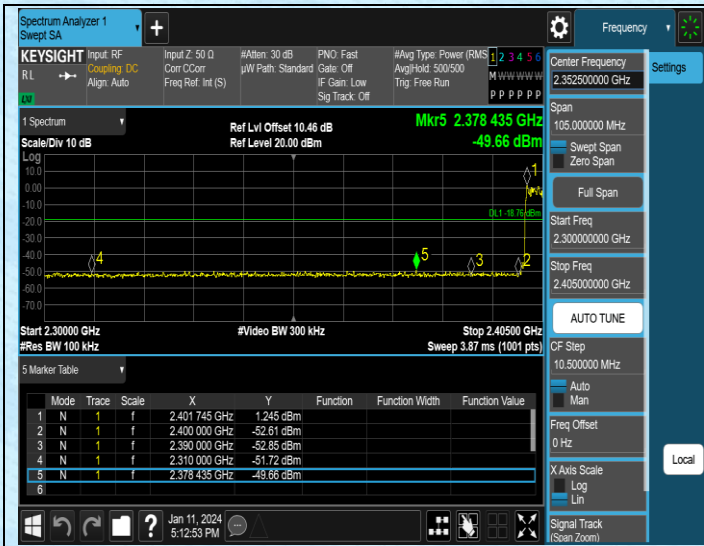 Spectrum Analyzer 1
Swept SA
+
Frequency
KEYSIGHT
RL
LXI
Input: RF
Coupling: DC
Align: Auto
Input Z: 50 Ω
Corr CCorr
Freq Ref: Int (S)
#Atten: 30 dB
µW Path: Standard
PNO: Fast
Gate: Off
IF Gain: Low
Sig Track: Off
#Avg Type: Power (RMS
Avg|Hold: 500/500
Trig: Free Run
1 2 3 4 5 6
M W W W W W
P P P P P P
Center Frequency
2.352500000 GHz
Settings
1 Spectrum
Scale/Div 10 dB
Ref Lvl Offset 10.46 dB
Ref Level 20.00 dBm
Mkr5 2.378 435 GHz
-49.66 dBm
Span
105.000000 MHz
Swept Span
Zero Span
Log
10.0
0.00
-10.0
-20.0
-30.0
-40.0
-50.0
-60.0
-70.0
1
DL1 -18.76 dBm
4
5
3
2
Full Span
Start Freq
2.300000000 GHz
Stop Freq
2.405000000 GHz
AUTO TUNE
Start 2.30000 GHz
#Video BW 300 kHz
Stop 2.40500 GHz
#Res BW 100 kHz
Sweep 3.87 ms (1001 pts)
CF Step
10.500000 MHz
Auto
Man
5 Marker Table
Mode Trace Scale X Y Function Function Width Function Value
1 N 1 f 2.401 745 GHz 1.245 dBm
2 N 1 f 2.400 000 GHz -52.61 dBm
3 N 1 f 2.390 000 GHz -52.85 dBm
4 N 1 f 2.310 000 GHz -51.72 dBm
5 N 1 f 2.378 435 GHz -49.66 dBm
6
Freq Offset
0 Hz
Local
X Axis Scale
Log
Lin
Signal Track
(Span Zoom)
?
Jan 11, 2024
5:12:53 PM